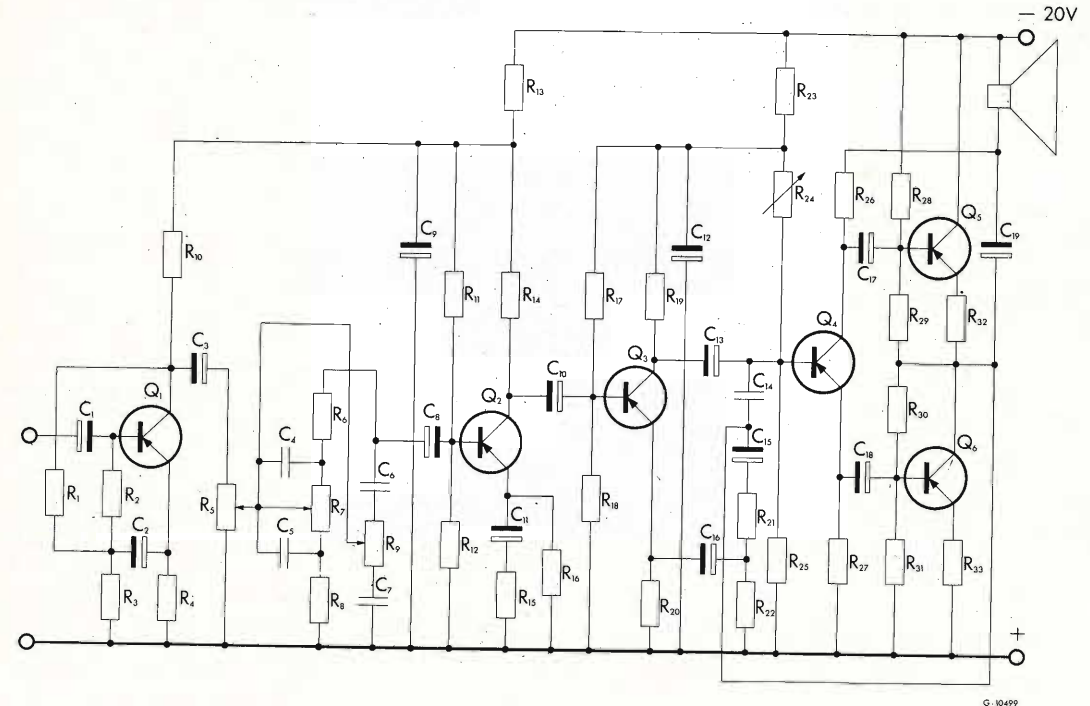 − 20V
R₁₃
R₂₃
R₂₄
R₂₆
R₂₈
Q₅
C₁₉
R₁₀
C₉
R₁₁
R₁₄
R₁₇
R₁₉
C₁₂
C₁₇
R₂₉
R₃₂
C₃
Q₁
C₁
R₆
C₄
C₆
C₈
Q₂
C₁₀
Q₃
C₁₃
C₁₄
Q₄
C₁₅
R₃₀
C₁₈
Q₆
R₁
R₂
C₂
R₅
R₇
C₅
R₉
R₁₂
C₁₁
R₁₈
C₁₆
R₂₁
R₂₅
R₂₇
R₃₁
R₃₃
R₃
R₄
R₈
C₇
R₁₅
R₁₆
R₂₀
R₂₂
+
G·10499